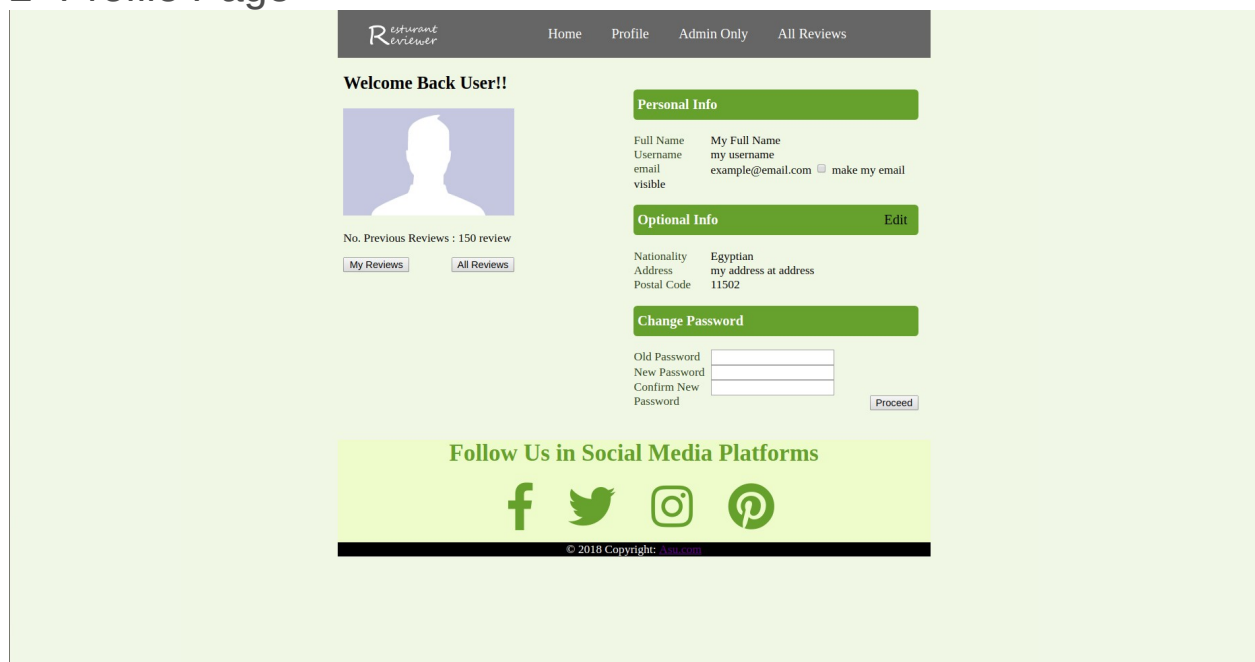 Profile Page
Resturant
Reviewer
Home Profile Admin Only All Reviews
Welcome Back User!!
No. Previous Reviews : 150 review
My Reviews All Reviews
Personal Info
Full Name My Full Name
Username my username
email example@email.com make my email
visible
Optional Info Edit
Nationality Egyptian
Address my address at address
Postal Code 11502
Change Password
Old Password
New Password
Confirm New
Password
Proceed
Follow Us in Social Media Platforms
© 2018 Copyright: Asu.com